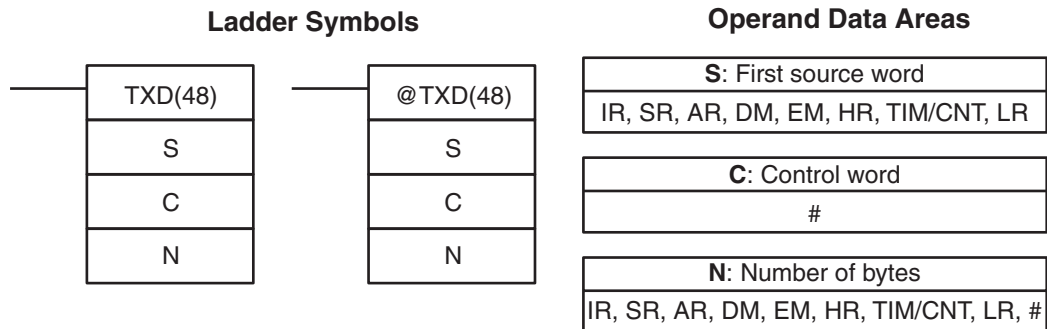 Ladder Symbols
TXD(48)
S
C
N
@TXD(48)
S
C
N
Operand Data Areas
S: First source word
IR, SR, AR, DM, EM, HR, TIM/CNT, LR
C: Control word
#
N: Number of bytes
IR, SR, AR, DM, EM, HR, TIM/CNT, LR, #